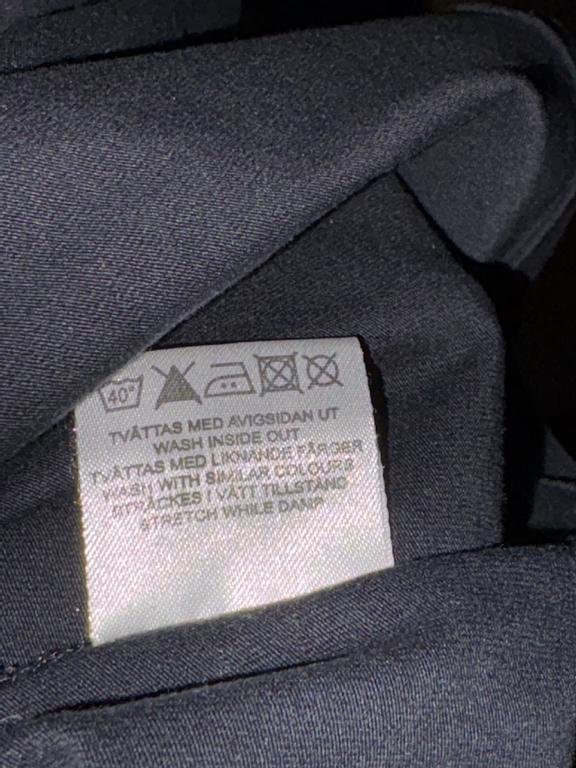 40°
TVÄTTAS MED AVIGSIDAN UT
WASH INSIDE OUT
TVÄTTAS MED LIKNANDE FÄRGER
WASH WITH SIMILAR COLOURS
STRÄCKES I VÅTT TILLSTÅND
STRETCH WHILE DAMP